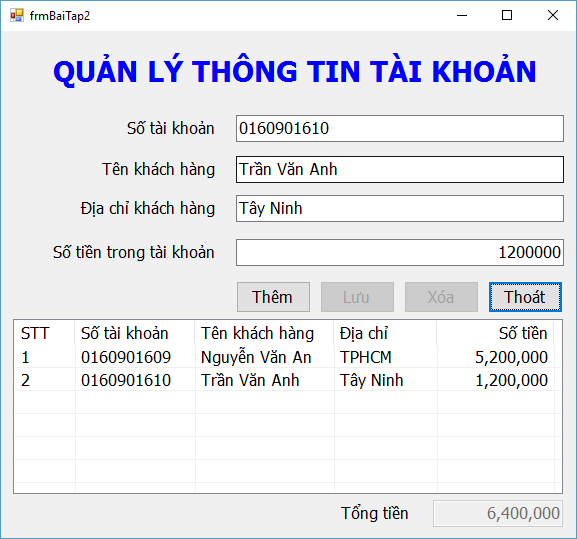 frmBaiTap2
QUẢN LÝ THÔNG TIN TÀI KHOẢN
Số tài khoản 0160901610
Tên khách hàng Trần Văn Anh
Địa chỉ khách hàng Tây Ninh
Số tiền trong tài khoản 1200000
Thêm Lưu Xóa Thoát
STT Số tài khoản Tên khách hàng Địa chỉ Số tiền
1 0160901609 Nguyễn Văn An TPHCM 5,200,000
2 0160901610 Trần Văn Anh Tây Ninh 1,200,000
Tổng tiền 6,400,000